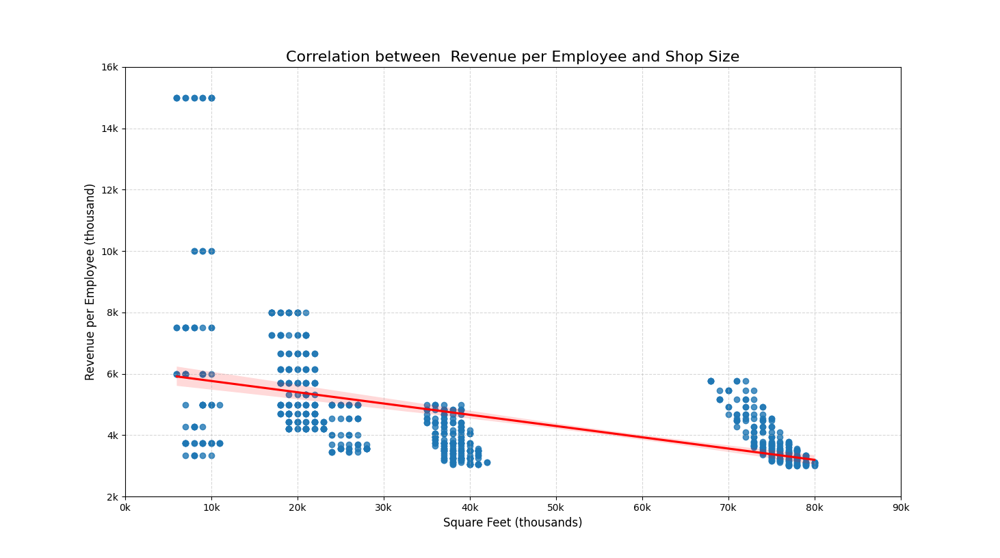 Correlation between  Revenue per Employee and Shop Size
16k
14k
12k
10k
8k
6k
4k
2k
Revenue per Employee (thousand)
0k 10k 20k 30k 40k 50k 60k 70k 80k 90k
Square Feet (thousands)